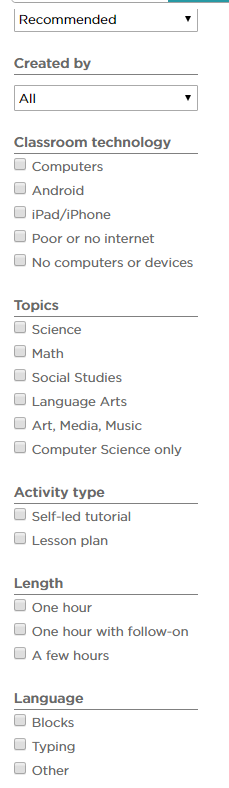 Recommended
Created by
All
Classroom technology
Computers
Android
iPad/iPhone
Poor or no internet
No computers or devices
Topics
Science
Math
Social Studies
Language Arts
Art, Media, Music
Computer Science only
Activity type
Self-led tutorial
Lesson plan
Length
One hour
One hour with follow-on
A few hours
Language
Blocks
Typing
Other